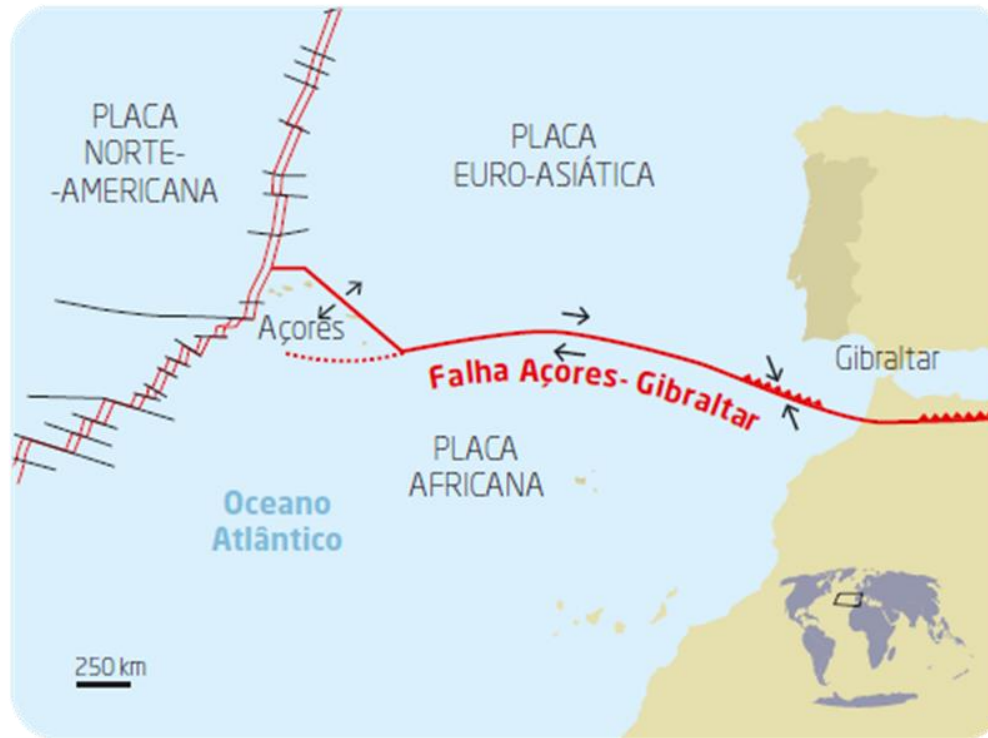 PLACA
NORTE-
-AMERICANA
PLACA
EURO-ASIÁTICA
Açores
Gibraltar
Falha Açores- Gibraltar
PLACA
AFRICANA
Oceano
Atlântico
250 km